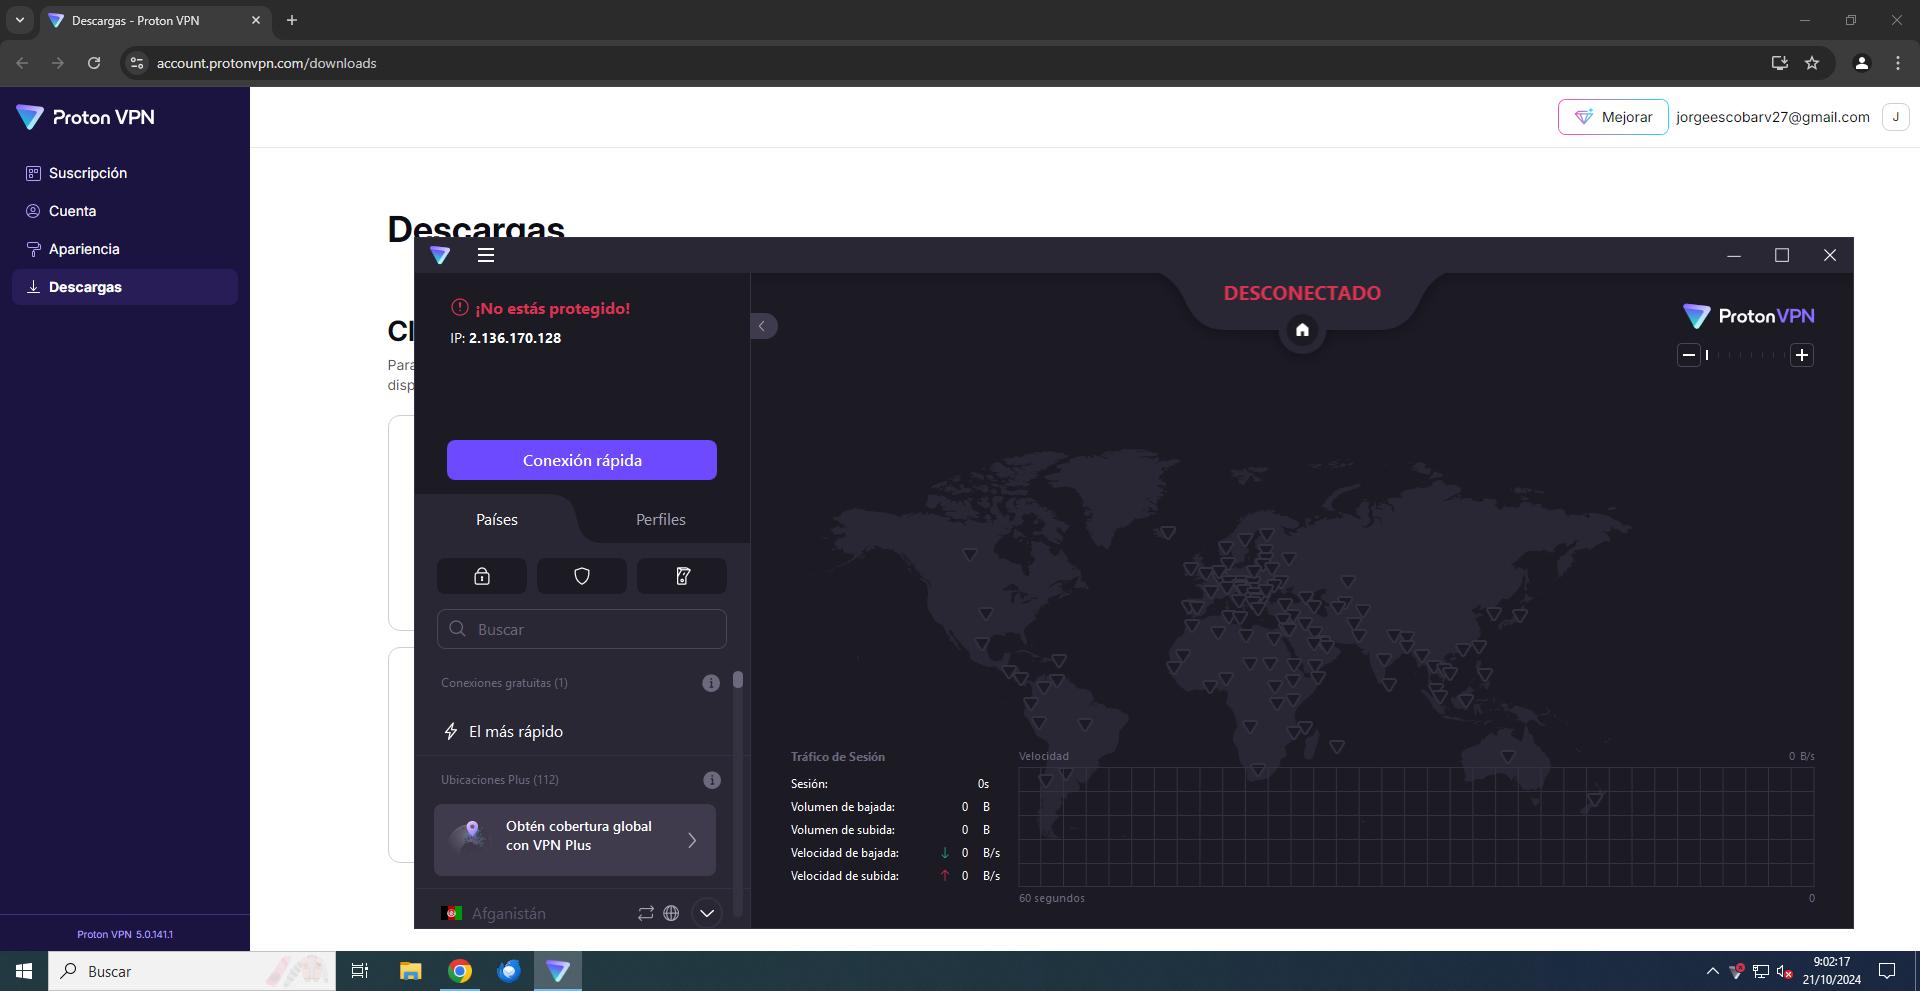 Descargas - Proton VPN
account.protonvpn.com/downloads
Proton VPN
Mejorar
jorgeescobarv27@gmail.com
J
Suscripción
Cuenta
Apariencia
Descargas
Proton VPN 5.0.141.1
Descargas
¡No estás protegido!
IP: 2.136.170.128
Conexión rápida
Países
Perfiles
Buscar
Conexiones gratuitas (1)
El más rápido
Ubicaciones Plus (112)
Obtén cobertura global
con VPN Plus
Afganistán
DESCONECTADO
ProtonVPN
Tráfico de Sesión
Sesión: 0s
Volumen de bajada: 0 B
Volumen de subida: 0 B
Velocidad de bajada: 0 B/s
Velocidad de subida: 0 B/s
Velocidad
0 B/s
60 segundos
0
Buscar
9:02:17
21/10/2024